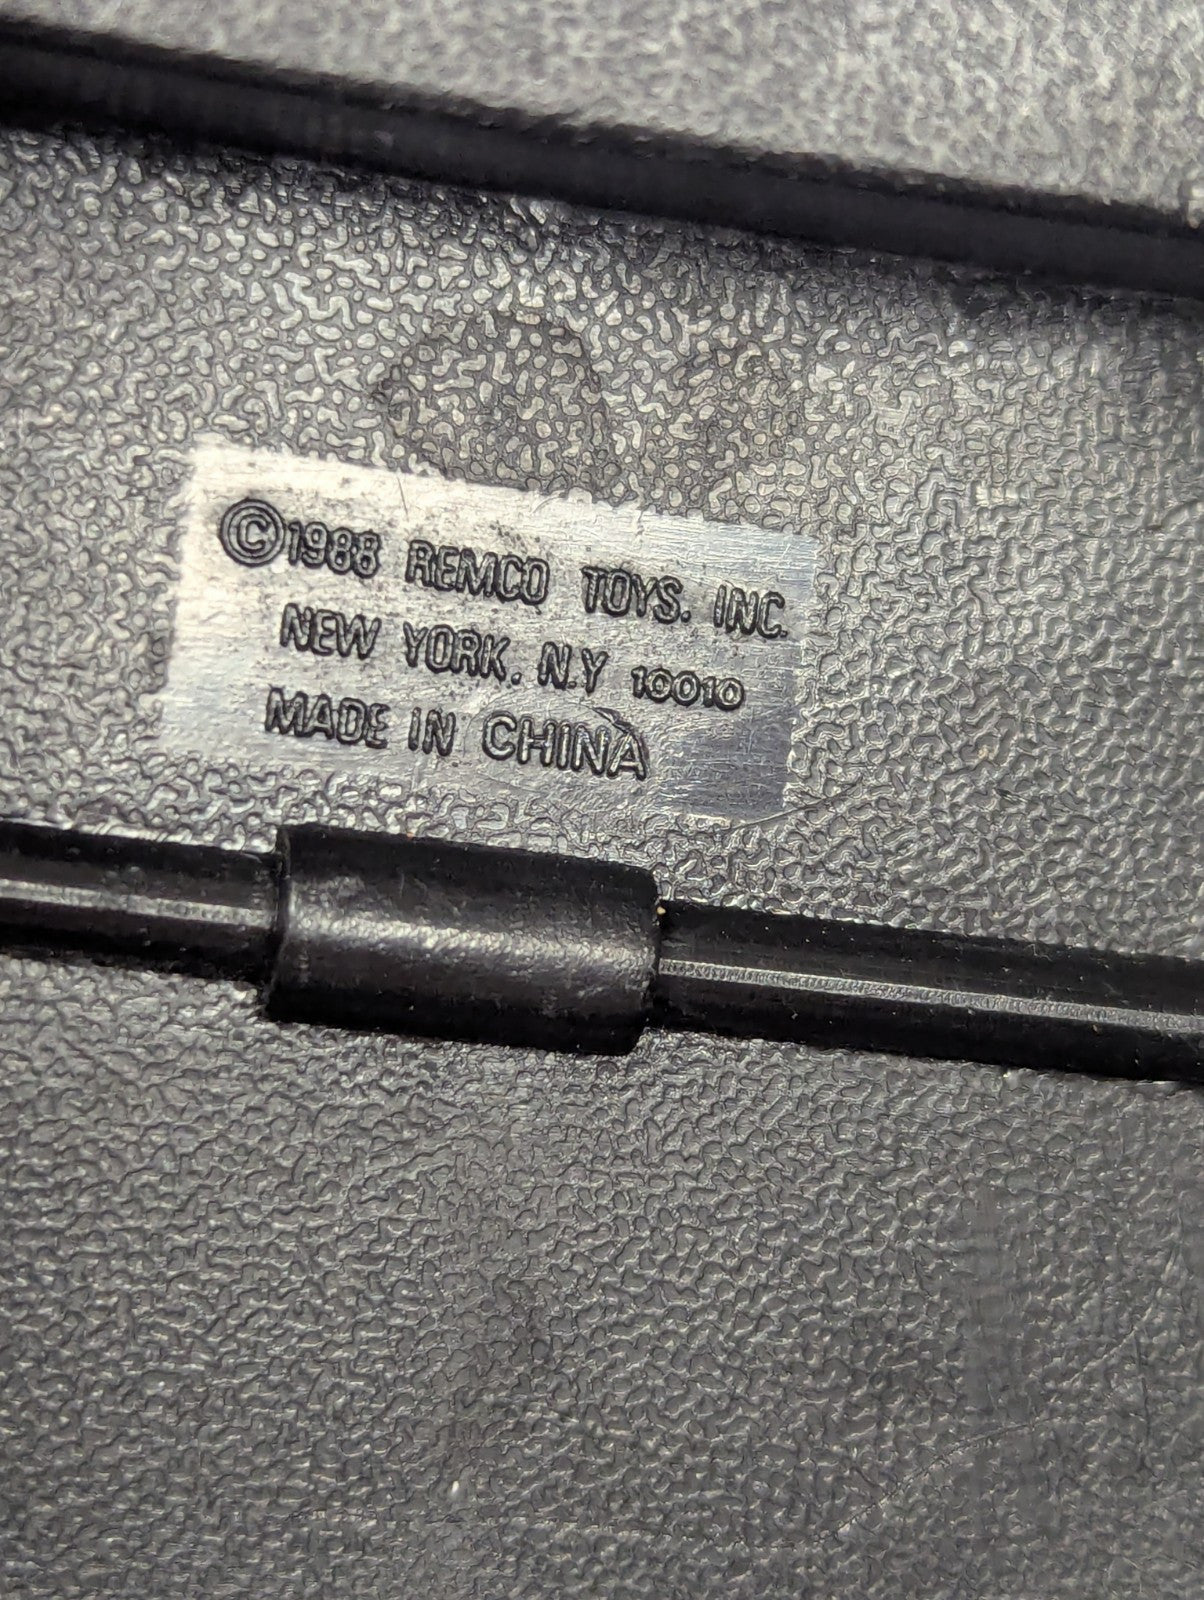 ©1988 REMCO TOYS. INC.
NEW YORK. N.Y 10010
MADE IN CHINA